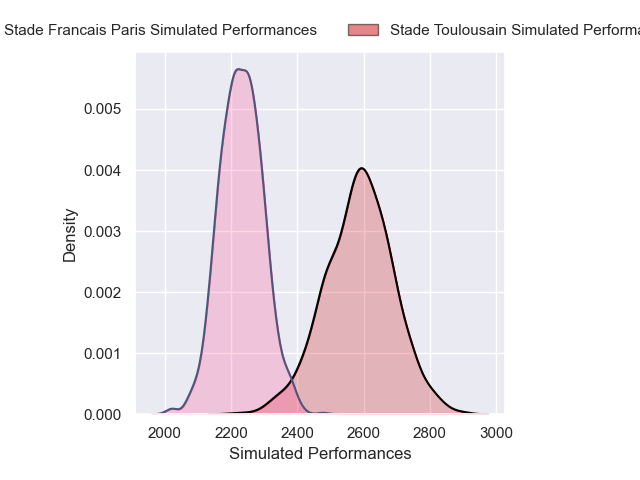 Stade Francais Paris Simulated Performances
Stade Toulousain Simulated
0.005
0.004
0.003
0.002
0.001
0.000
Density
2000 2200 2400 2600 2800 3000
Simulated Performances